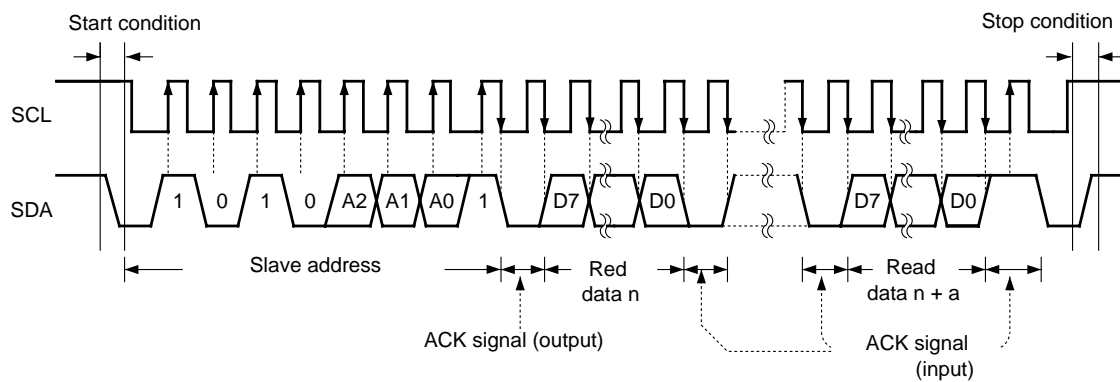 Start condition
Stop condition
SCL
SDA
1 0 1 0 A2 A1 A0 1 D7 D0 D7 D0
Slave address
Red
data n
Read
data n + a
ACK signal (output)
ACK signal
(input)